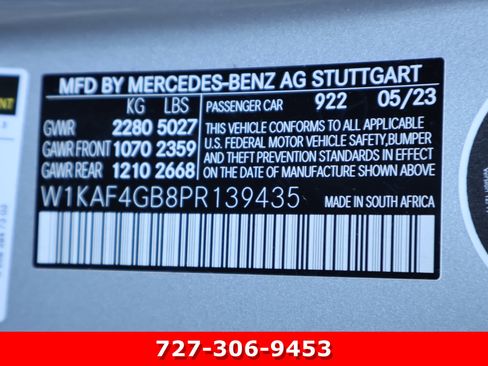 MFD BY MERCEDES-BENZ AG STUTTGART
KG LBS
PASSENGER CAR 922 05/23
GVWR 2280 5027
GAWR FRONT 1070 2359
GAWR REAR 1210 2668
THIS VEHICLE CONFORMS TO ALL APPLICABLE
U.S. FEDERAL MOTOR VEHICLE SAFETY,BUMPER
AND THEFT PREVENTION STANDARDS IN EFFECT
ON THE DATE OF MANUFACTURE SHOWN ABOVE
W1KAF4GB8PR139435
MADE IN SOUTH AFRICA
727-306-9453